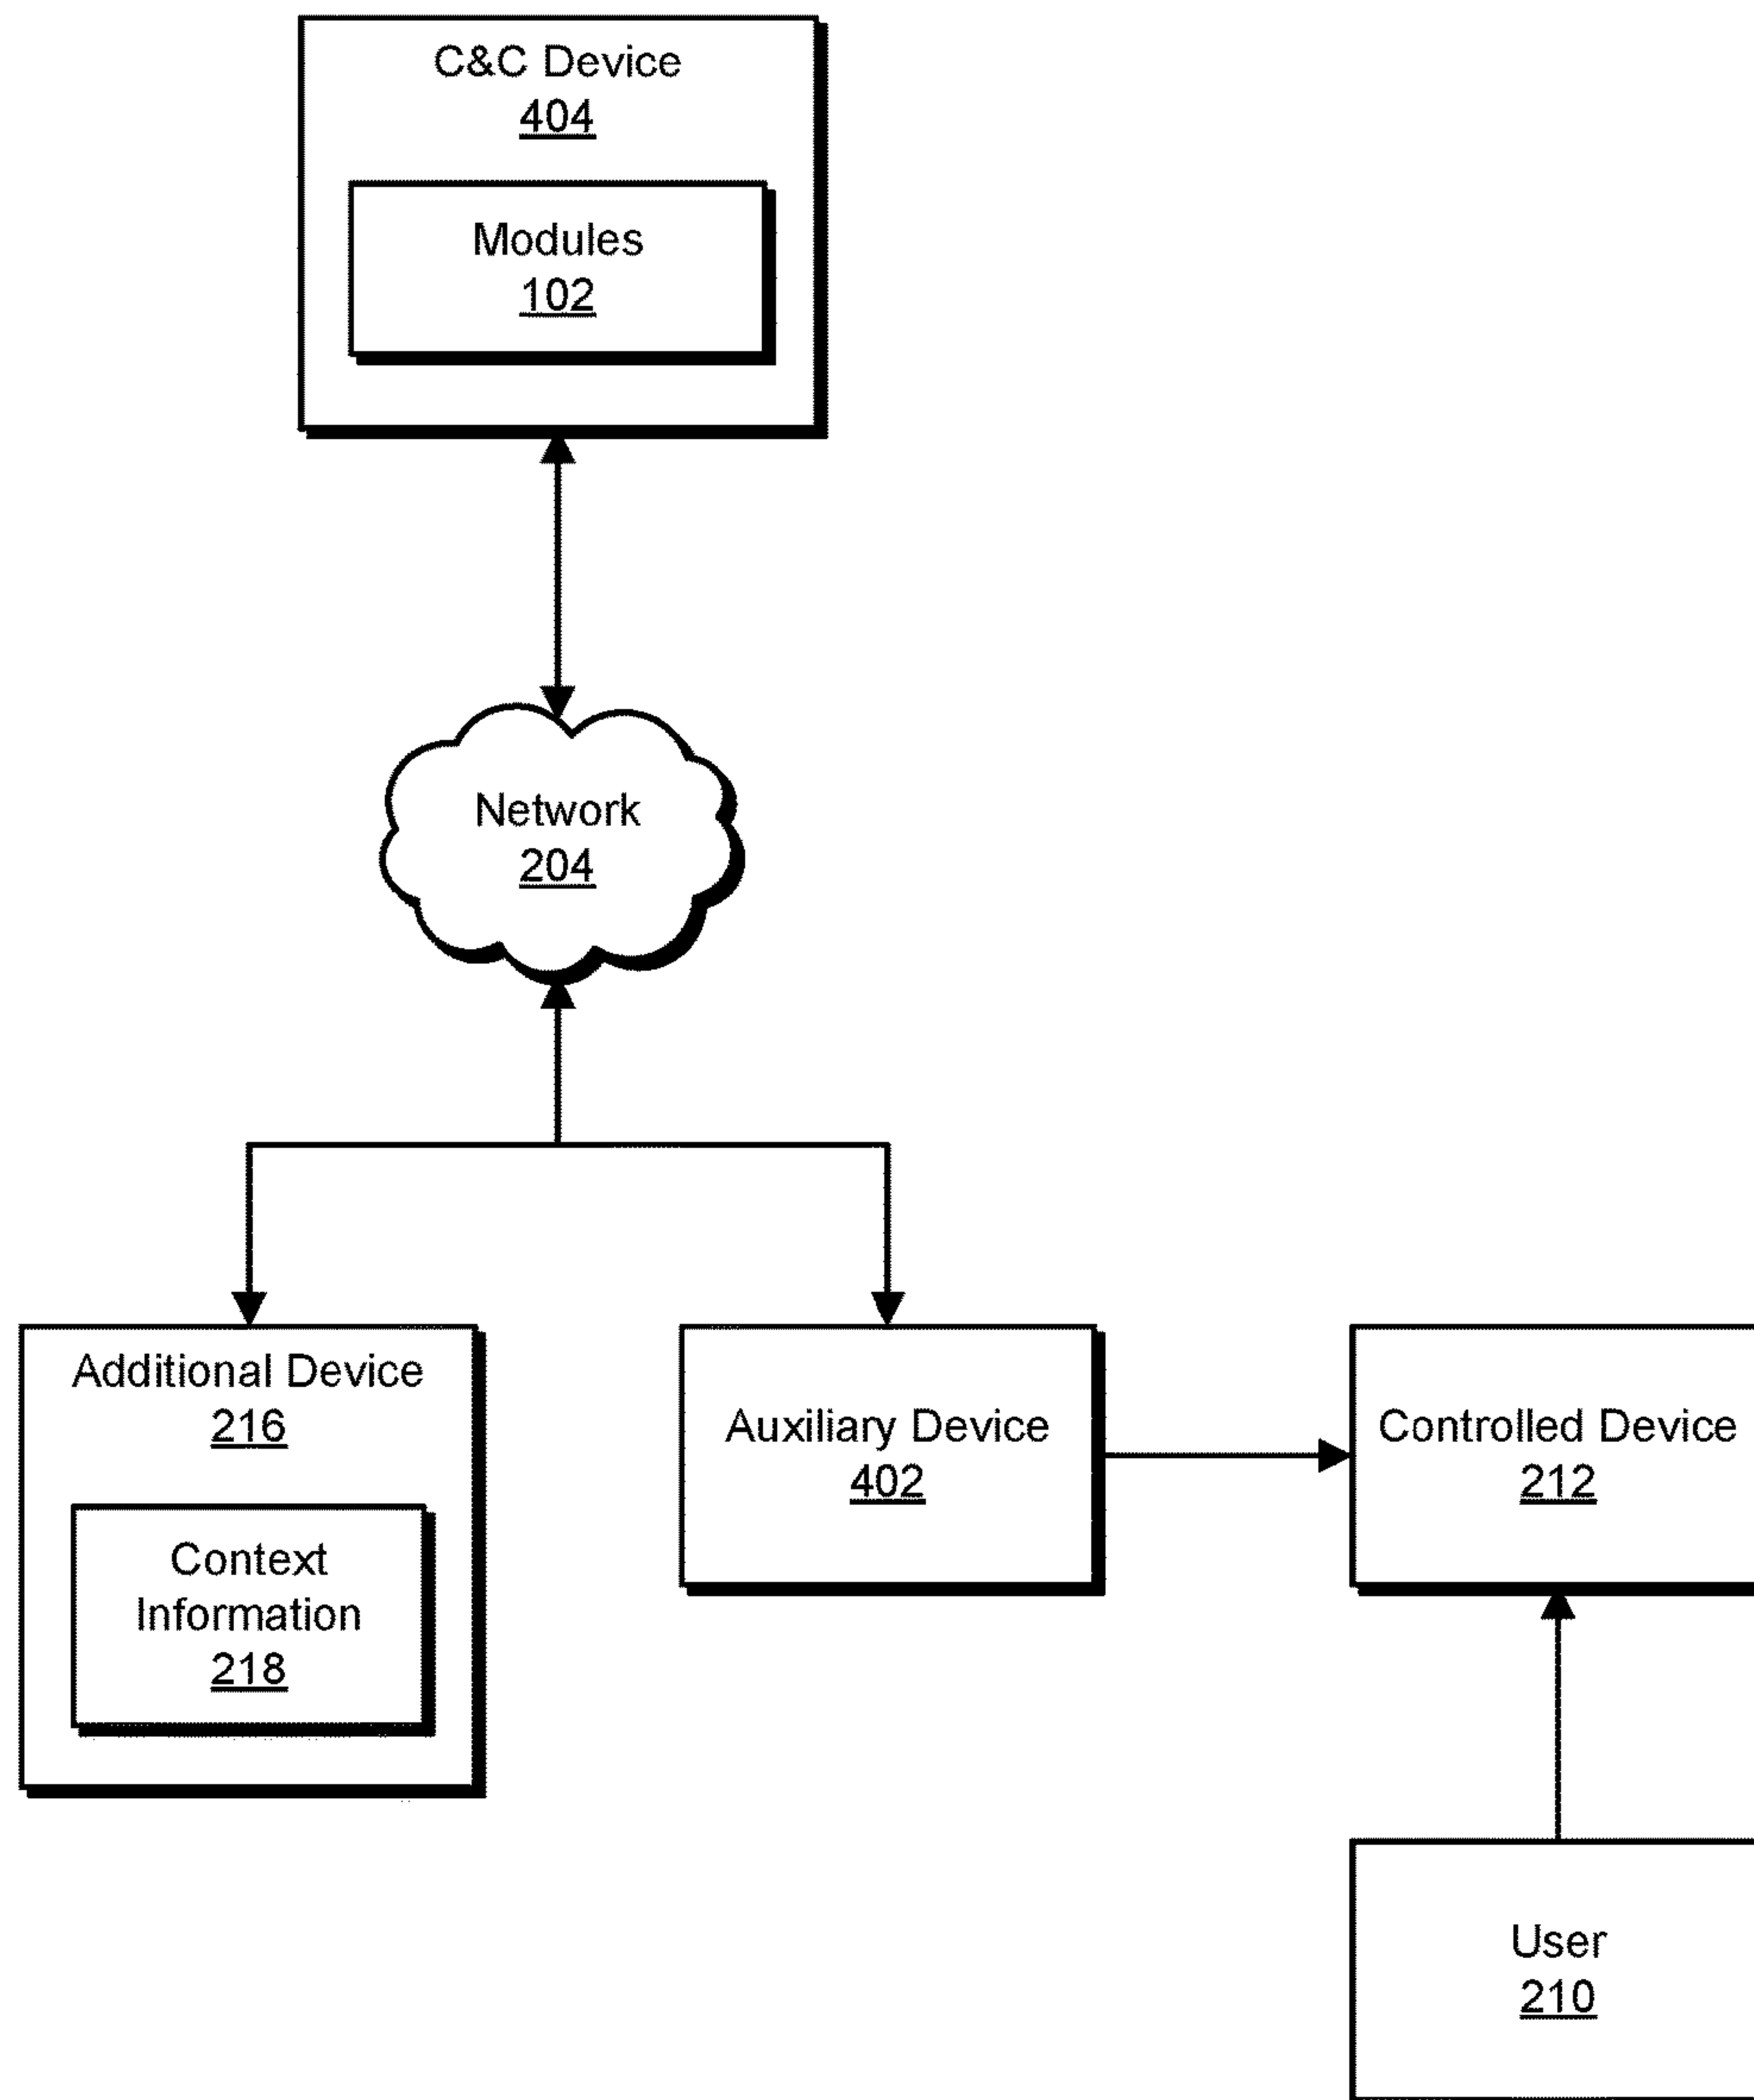 C&C Device
404
Modules
102
Network
204
Additional Device
216
Context
Information
218
Auxiliary Device
402
Controlled Device
212
User
210